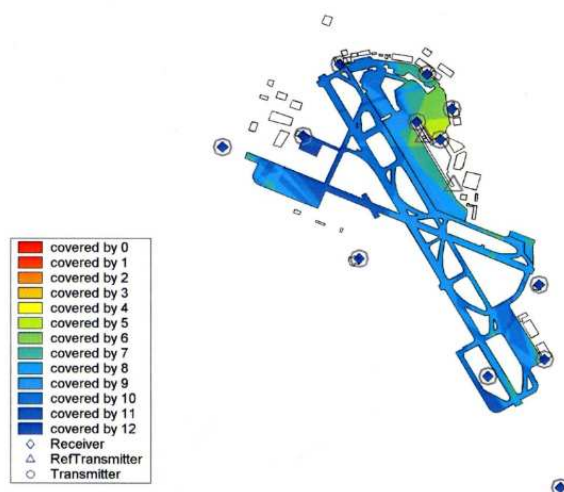 covered by 0
covered by 1
covered by 2
covered by 3
covered by 4
covered by 5
covered by 6
covered by 7
covered by 8
covered by 9
covered by 10
covered by 11
covered by 12
Receiver
RefTransmitter
Transmitter